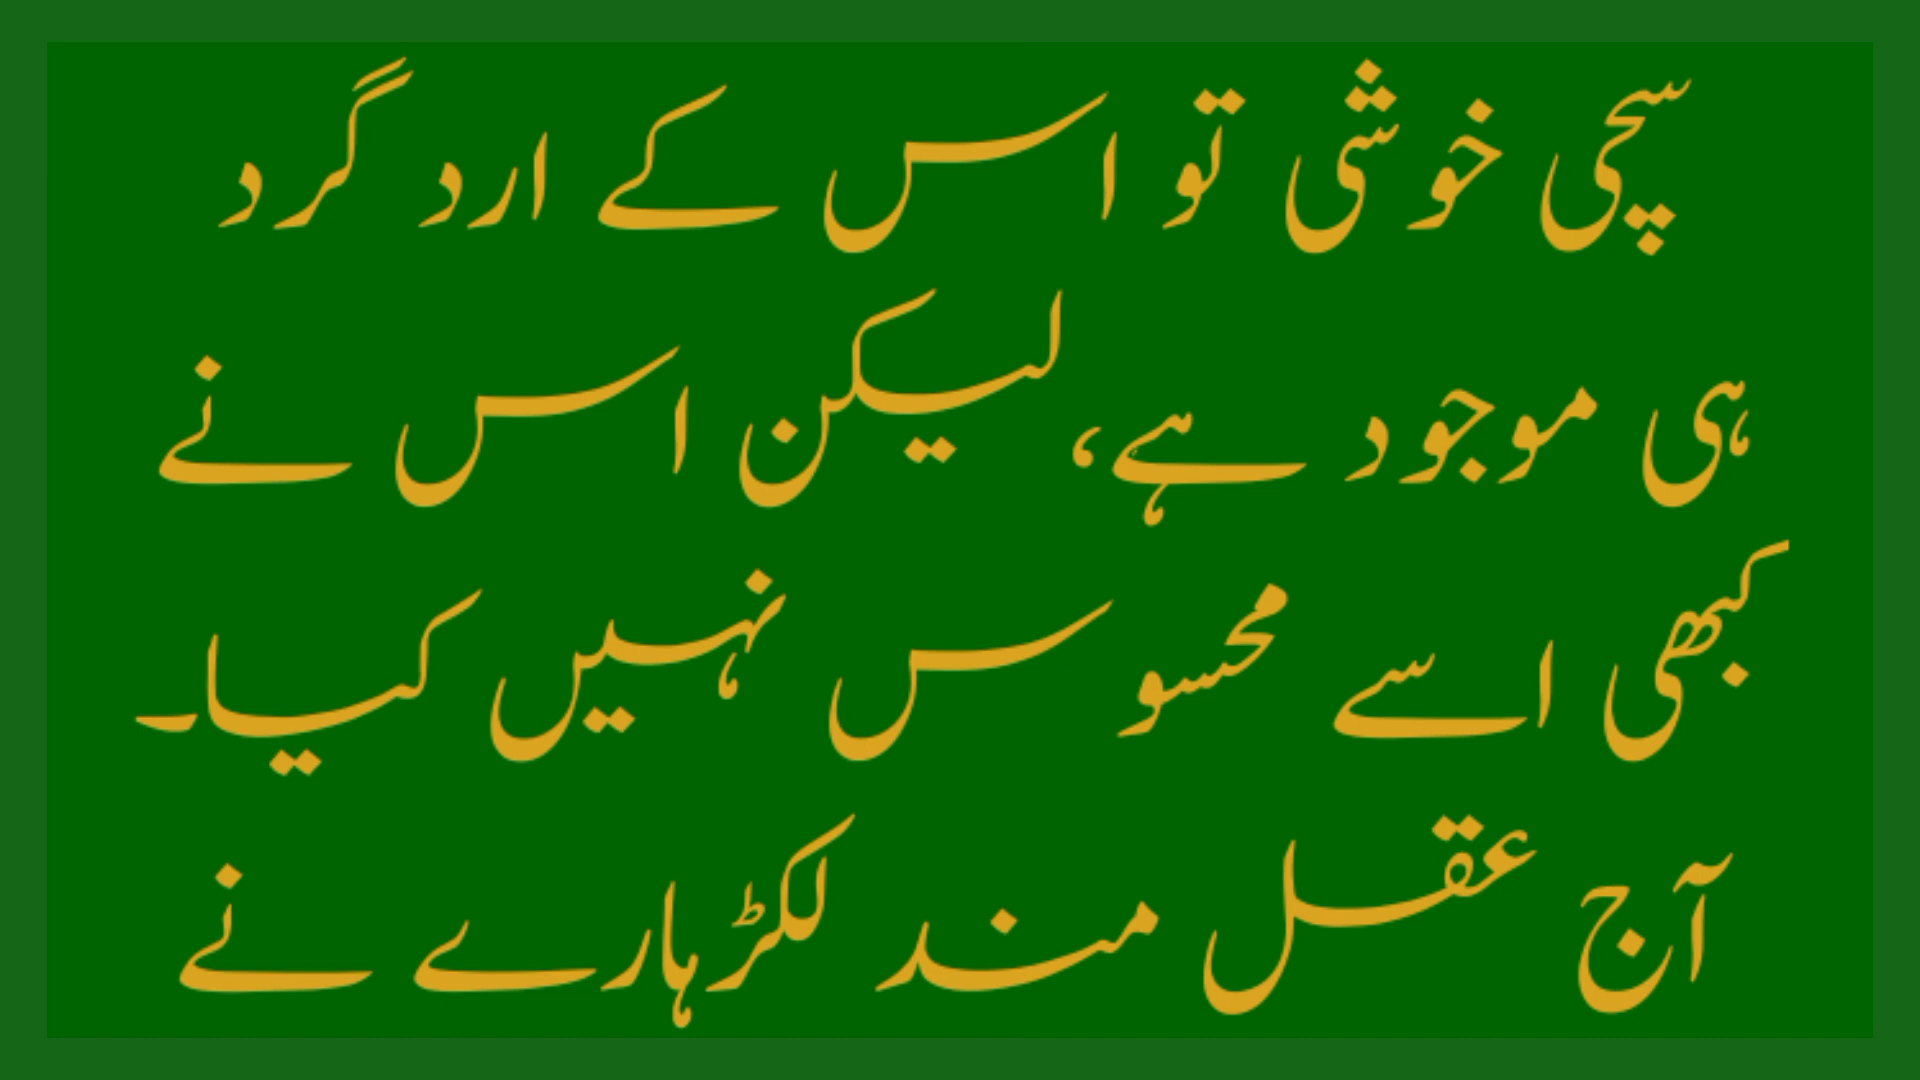 سچی خوشی تو اس کے ارد گرد
ہی موجود ہے، لیکن اس نے
کبھی اسے محسوس نہیں کیا۔
آج عقل مند لکڑہارے نے